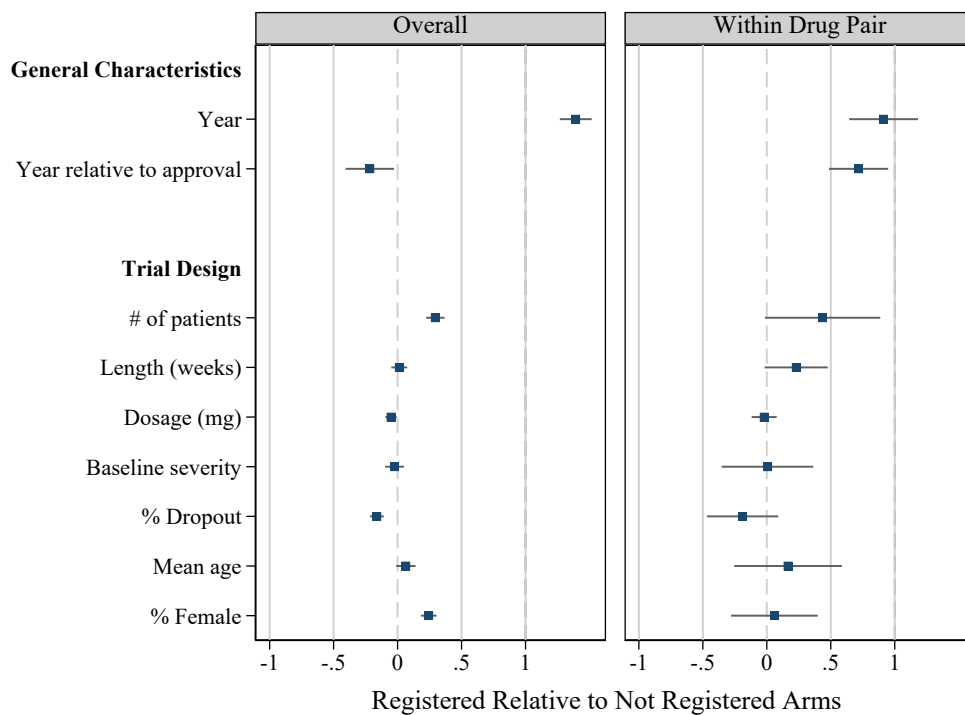 Overall
Within Drug Pair
General Characteristics
Year
Year relative to approval
Trial Design
# of patients
Length (weeks)
Dosage (mg)
Baseline severity
% Dropout
Mean age
% Female
-1 -.5 0 .5 1
-1 -.5 0 .5 1
Registered Relative to Not Registered Arms